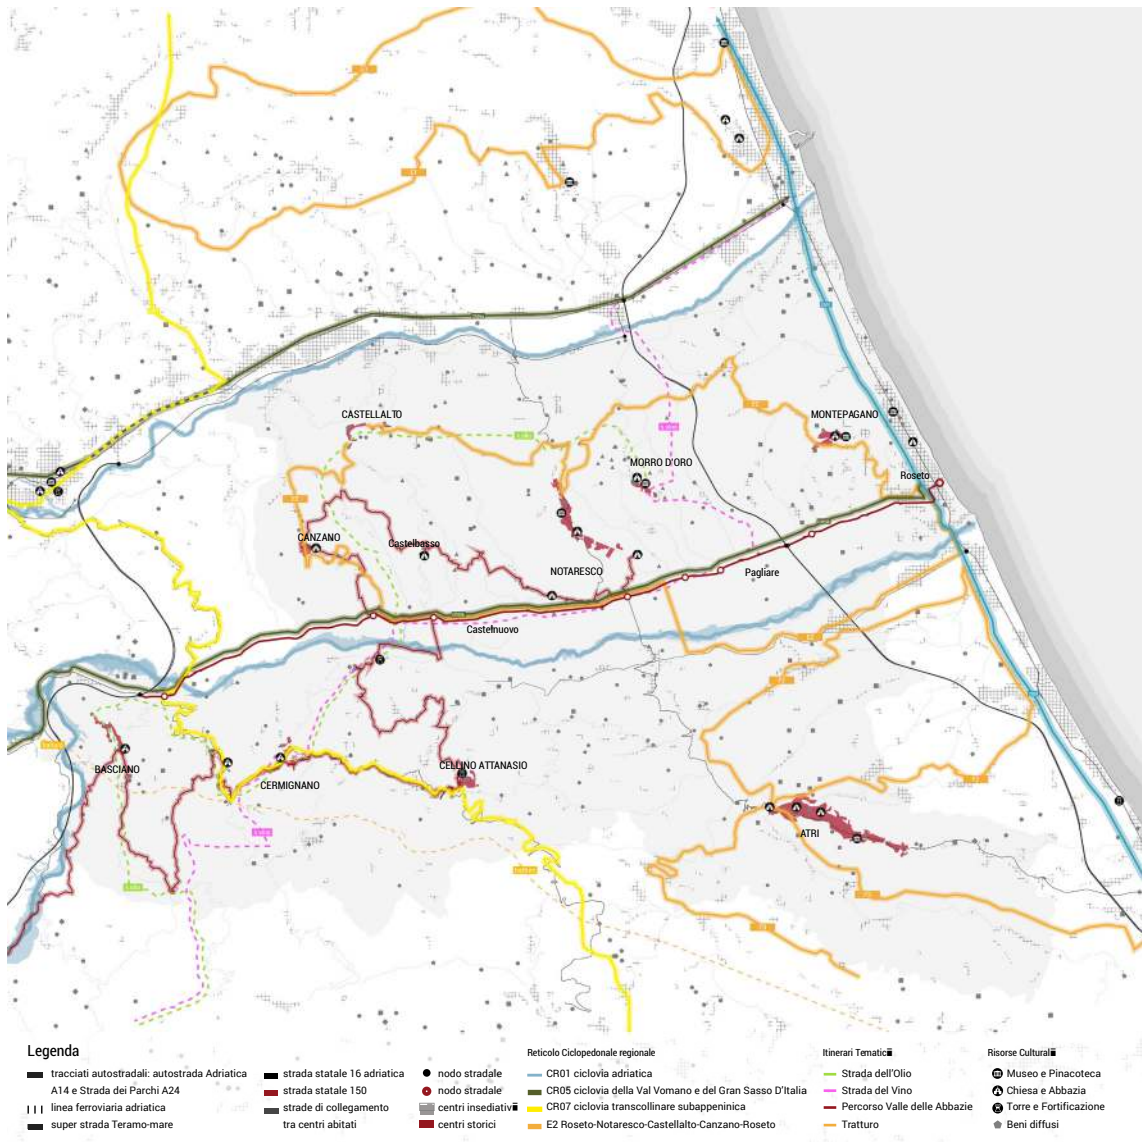 CASTELLALTO
MONTEPAGANO
MORRO D'ORO
Roseto
CANZANO
Castelbasso
NOTARESCO
Pagliare
Castelnuovo
BASCIANO
CERMIGNANO
CELLINO ATTANASIO
ATRI
Legenda
tracciati autostradali: autostrada Adriatica
A14 e Strada dei Parchi A24
linea ferroviaria adriatica
super strada Teramo-mare
strada statale 16 adriatica
strada statale 150
strade di collegamento
tra centri abitati
nodo stradale
nodo stradale
centri insediativi
centri storici
Reticolo Ciclopedonale regionale
CR01 ciclovia adriatica
CR05 ciclovia della Val Vomano e del Gran Sasso D'Italia
CR07 ciclovia transcollinare subappeninica
E2 Roseto-Notaresco-Castellalto-Canzano-Roseto
Itinerari Tematici
Strada dell'Olio
Strada del Vino
Percorso Valle delle Abbazie
Tratturo
Risorse Culturali
Museo e Pinacoteca
Chiesa e Abbazia
Torre e Fortificazione
Beni diffusi